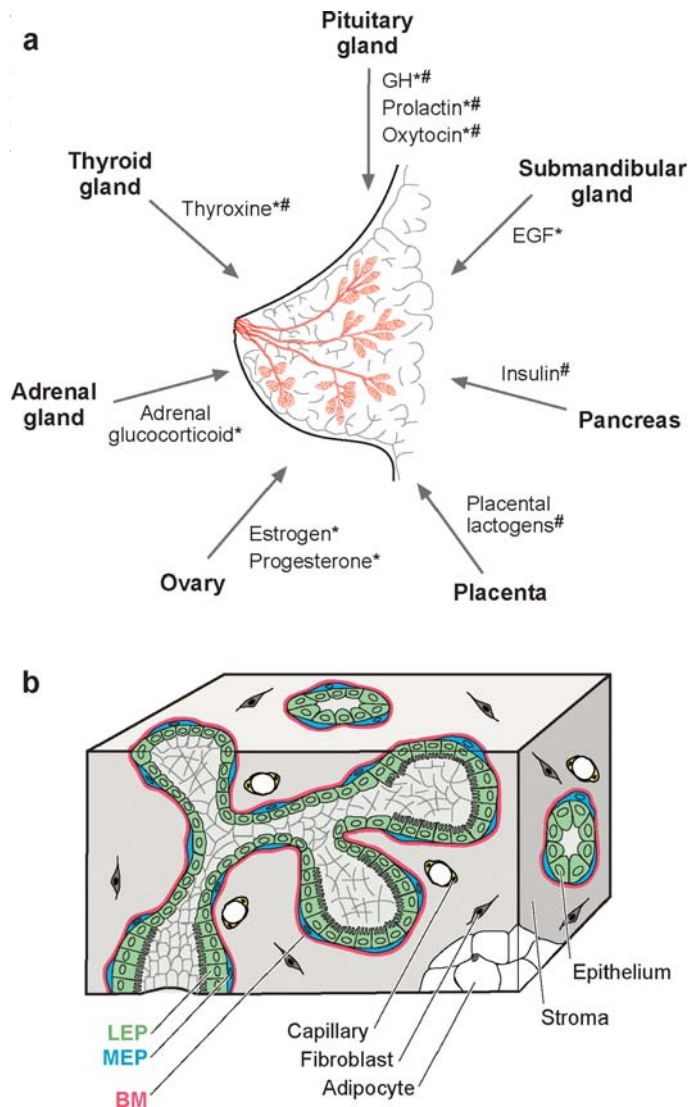 a
Pituitary
gland
GH*#
Prolactin*#
Oxytocin*#
Thyroid
gland
Thyroxine*#
Submandibular
gland
EGF*
Adrenal
gland
Adrenal
glucocorticoid*
Insulin#
Pancreas
Estrogen*
Progesterone*
Ovary
Placental
lactogens#
Placenta
b
LEP
MEP
BM
Capillary
Fibroblast
Adipocyte
Epithelium
Stroma